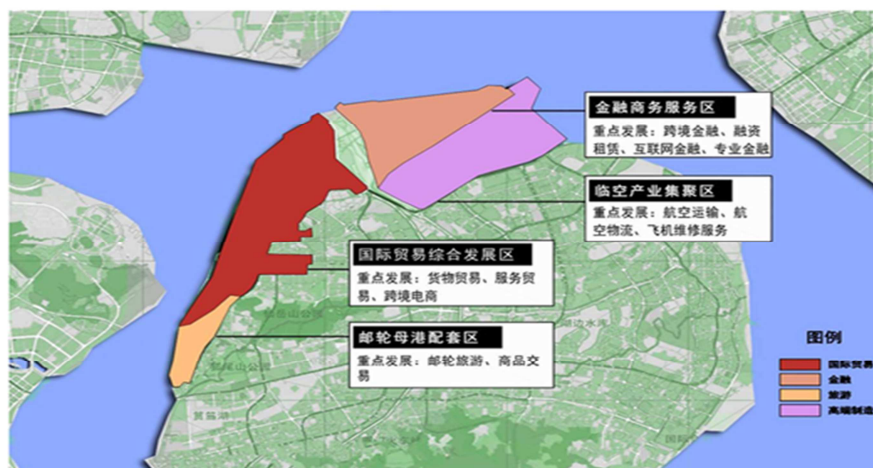 金融商务服务区
重点发展：跨境金融、融资
租赁、互联网金融、专业金融
临空产业集聚区
重点发展：航空运输、航
空物流、飞机维修服务
国际贸易综合发展区
重点发展：货物贸易、服务贸
易、跨境电商
邮轮母港配套区
重点发展：邮轮旅游、商品交
易
图例
国际贸易
金融
旅游
高端制造